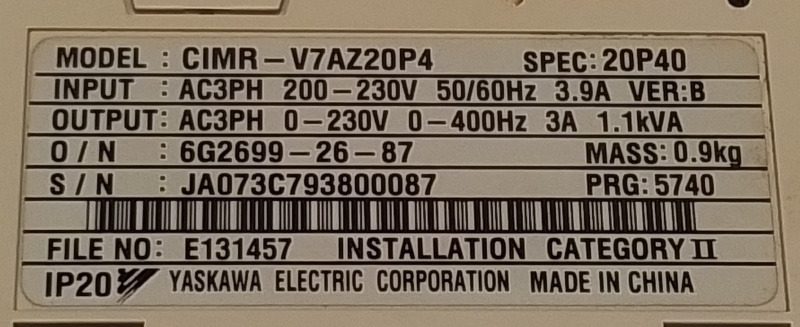 MODEL : CIMR-V7AZ20P4 SPEC: 20P40
INPUT : AC3PH 200-230V 50/60Hz 3.9A VER:B
OUTPUT: AC3PH 0-230V 0-400Hz 3A 1.1kVA
O / N : 6G2699-26-87 MASS: 0.9kg
S / N : JA073C793800087 PRG: 5740
FILE NO: E131457 INSTALLATION CATEGORY II
IP20 YASKAWA ELECTRIC CORPORATION MADE IN CHINA